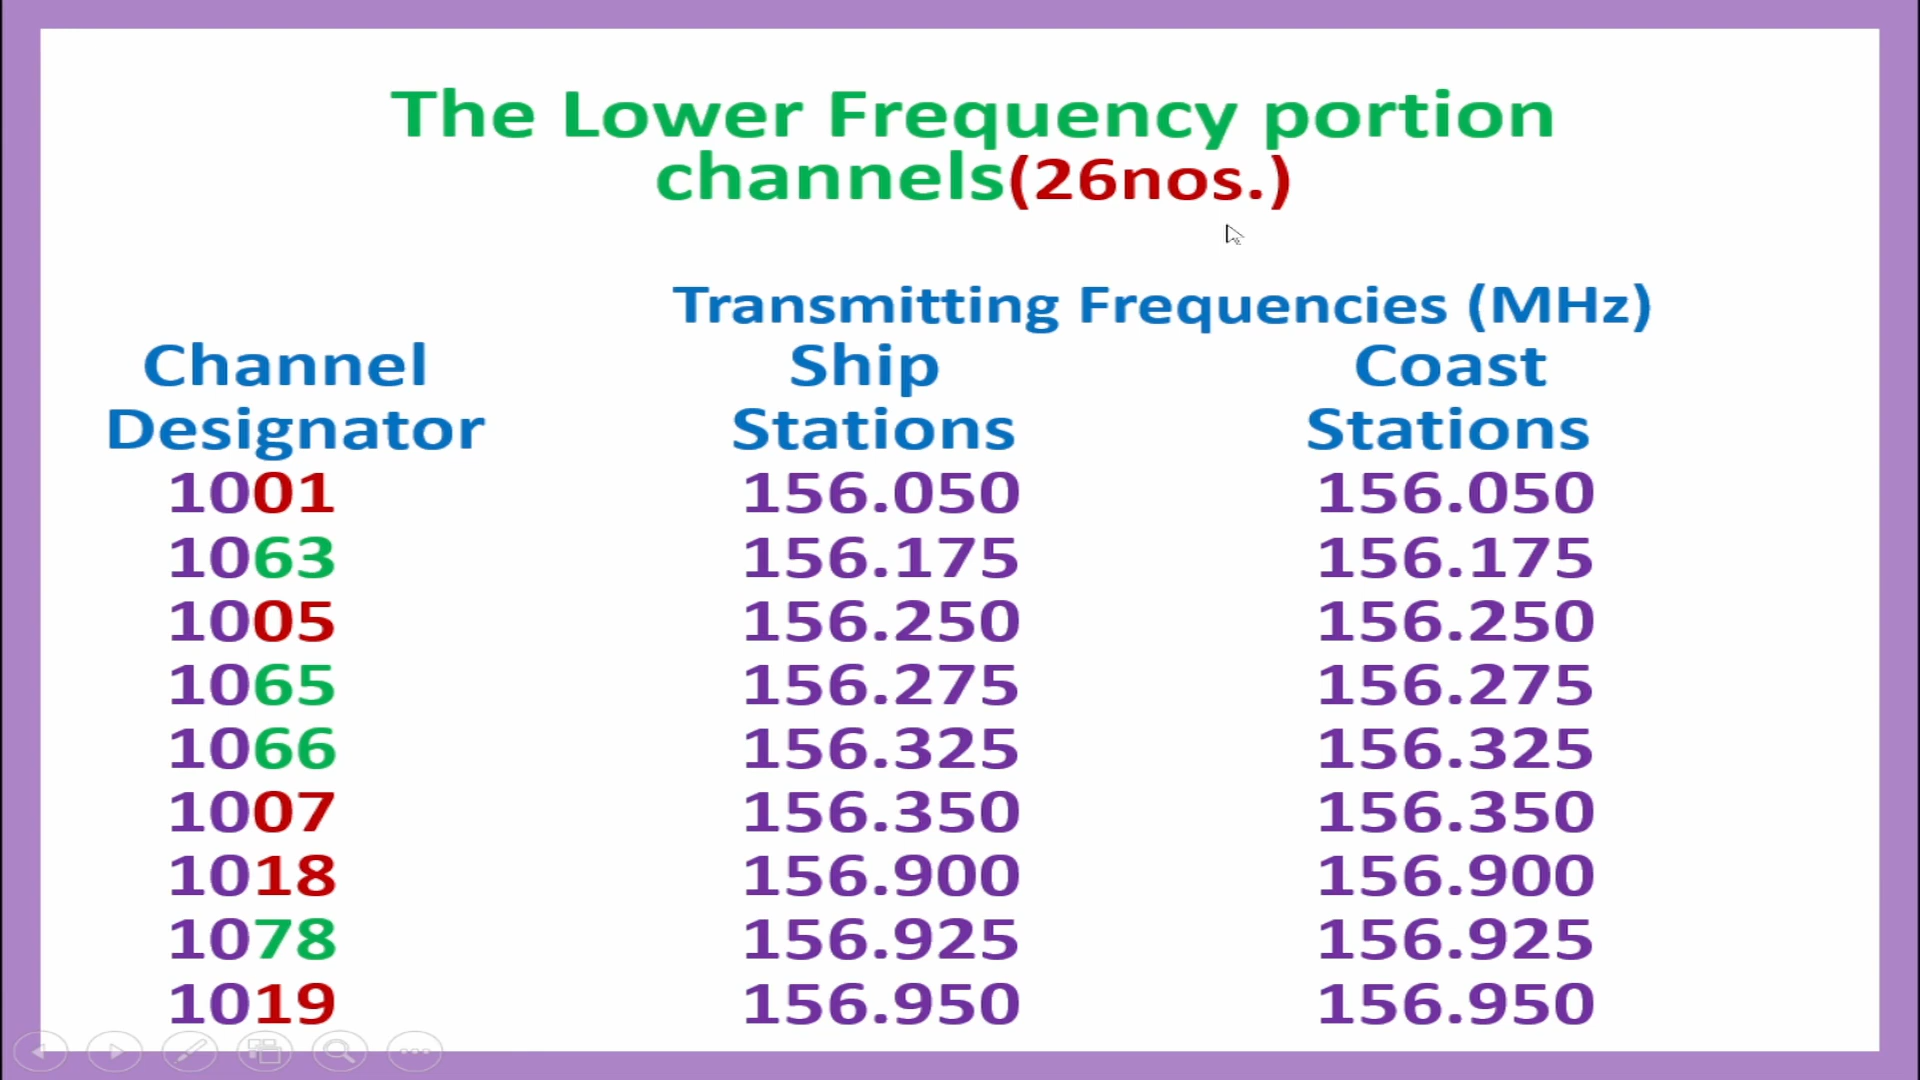 The Lower Frequency portion
channels(26nos.)
Transmitting Frequencies (MHz)
Channel Ship Coast
Designator Stations Stations
1001 156.050 156.050
1063 156.175 156.175
1005 156.250 156.250
1065 156.275 156.275
1066 156.325 156.325
1007 156.350 156.350
1018 156.900 156.900
1078 156.925 156.925
1019 156.950 156.950